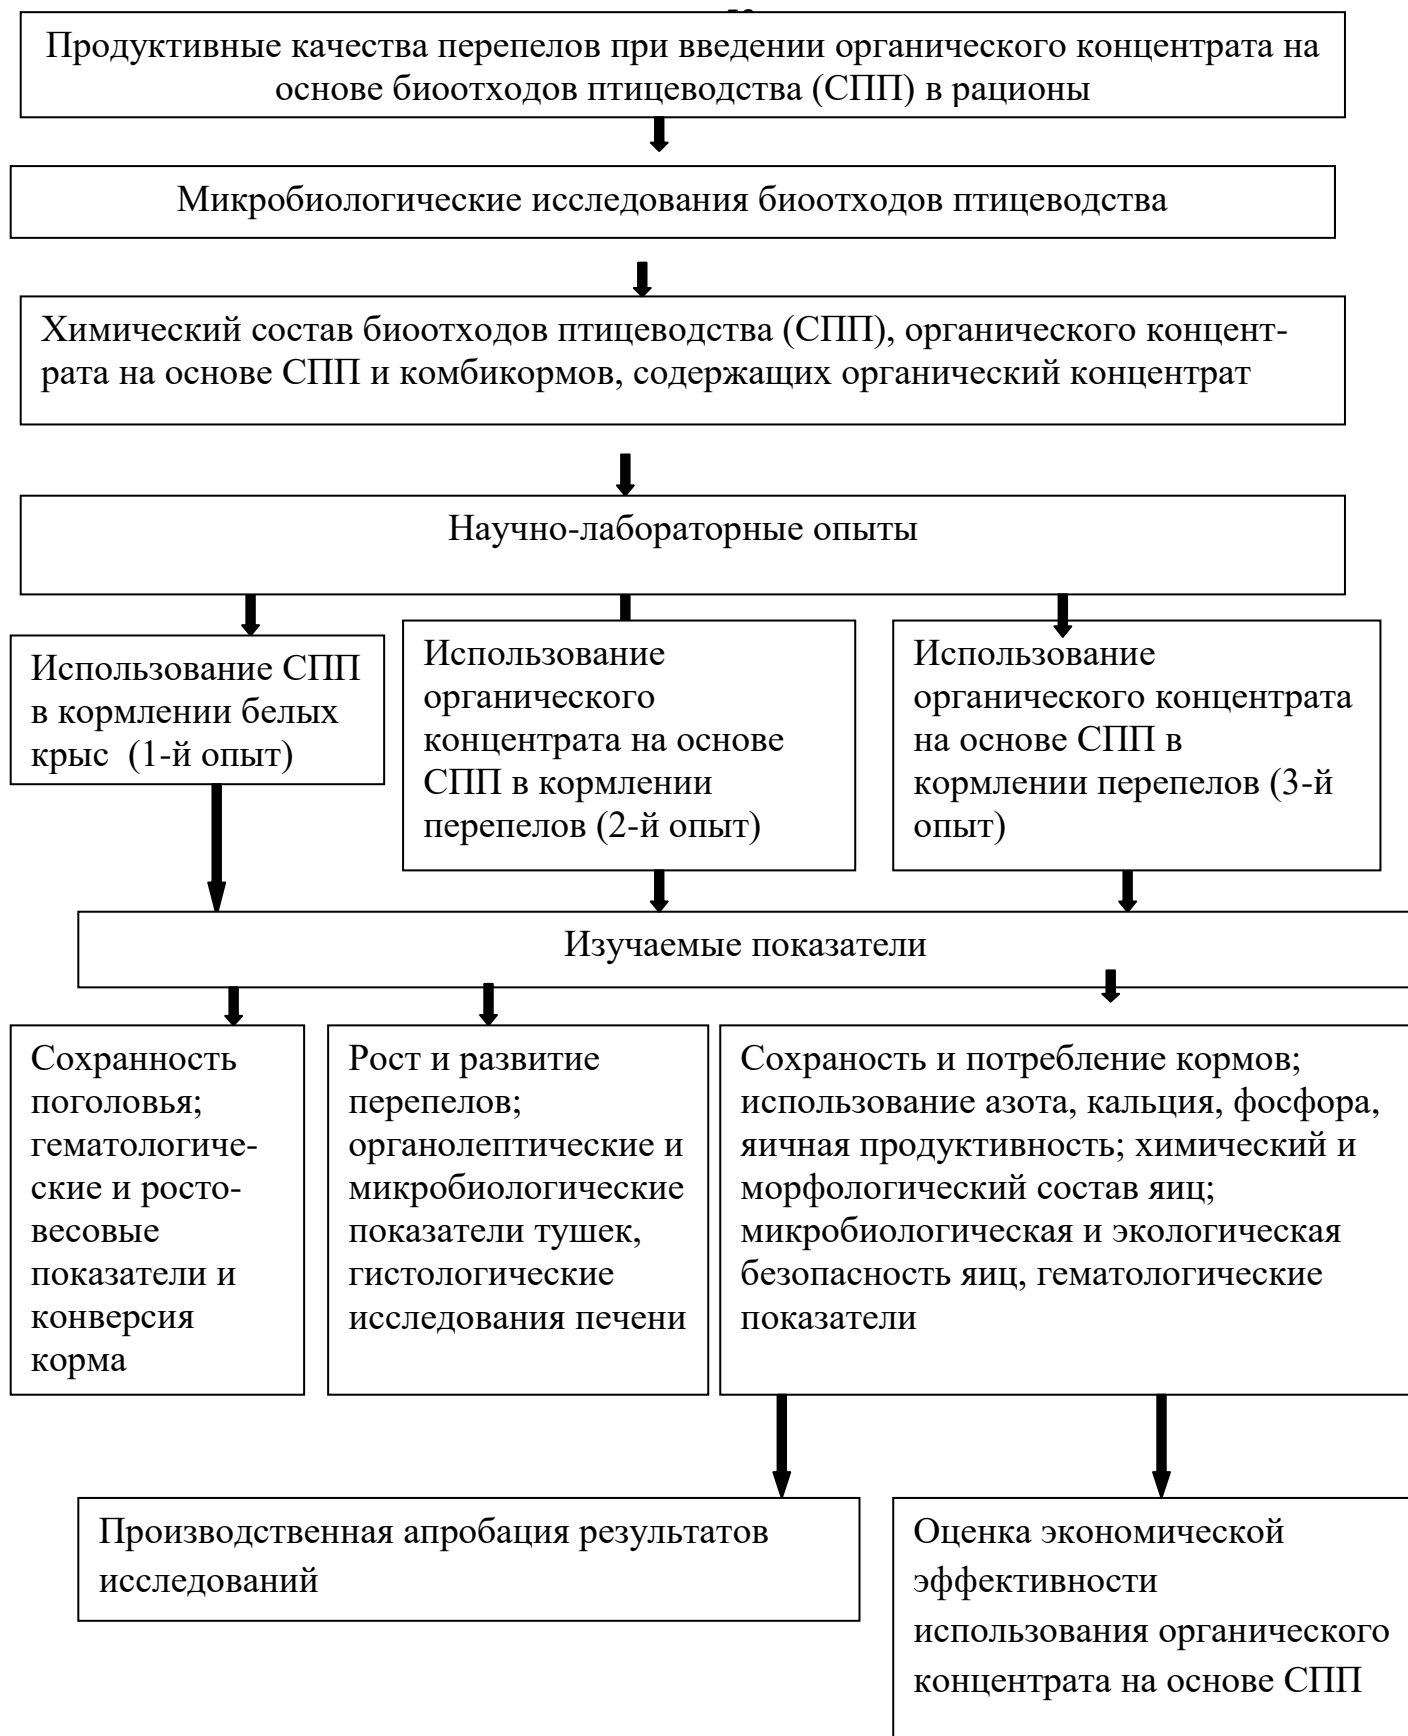 Продуктивные качества перепелов при введении органического концентрата на
основе биоотходов птицеводства (СПП) в рационы
Микробиологические исследования биоотходов птицеводства
Химический состав биоотходов птицеводства (СПП), органического концент-
рата на основе СПП и комбикормов, содержащих органический концентрат
Научно-лабораторные опыты
Использование СПП
в кормлении белых
крыс (1-й опыт)
Использование
органического
концентрата на основе
СПП в кормлении
перепелов (2-й опыт)
Использование
органического концентрата
на основе СПП в
кормлении перепелов (3-й
опыт)
Изучаемые показатели
Сохранность
поголовья;
гематологиче-
ские и росто-
весовые
показатели и
конверсия
корма
Рост и развитие
перепелов;
органолептические и
микробиологические
показатели тушек,
гистологические
исследования печени
Сохраность и потребление кормов;
использование азота, кальция, фосфора,
яичная продуктивность; химический и
морфологический состав яиц;
микробиологическая и экологическая
безопасность яиц, гематологические
показатели
Производственная апробация результатов
исследований
Оценка экономической
эффективности
использования органического
концентрата на основе СПП